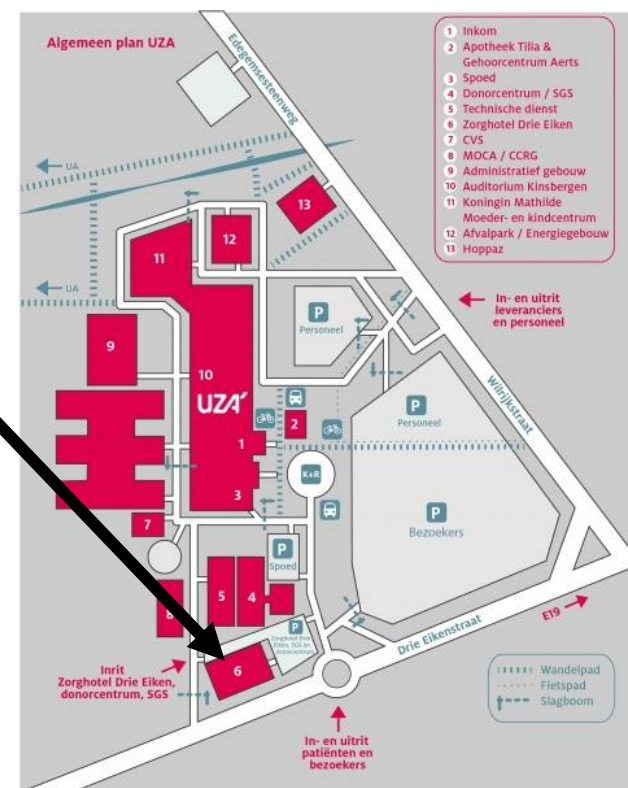 Algemeen plan UZA
Edegemsesteenweg
1 Inkom
2 Apotheek Tilia &
Gehoorcentrum Aerts
3 Spoed
4 Donorcentrum / SGS
5 Technische dienst
6 Zorghotel Drie Eiken
7 CVS
8 MOCA / CCRG
9 Administratief gebouw
10 Auditorium Kinsbergen
11 Koningin Mathilde
Moeder- en kindcentrum
12 Afvalpark / Energiegebouw
13 Hoppaz
UA
13
12
11
UA
In- en uitrit
leveranciers
en personeel
P
Personeel
9
10
UZA
Wilrijkstraat
P
Personeel
2
1
K+R
3
P
Bezoekers
7
P
Spoed
5
4
8
E19
P
Zorghotel Drie
Eiken, SGS en
donorcentrum
Drie Eikenstraat
Inrit
Zorghotel Drie Eiken,
donorcentrum, SGS
6
Wandelpad
Fietspad
Slagboom
In- en uitrit
patiënten en
bezoekers